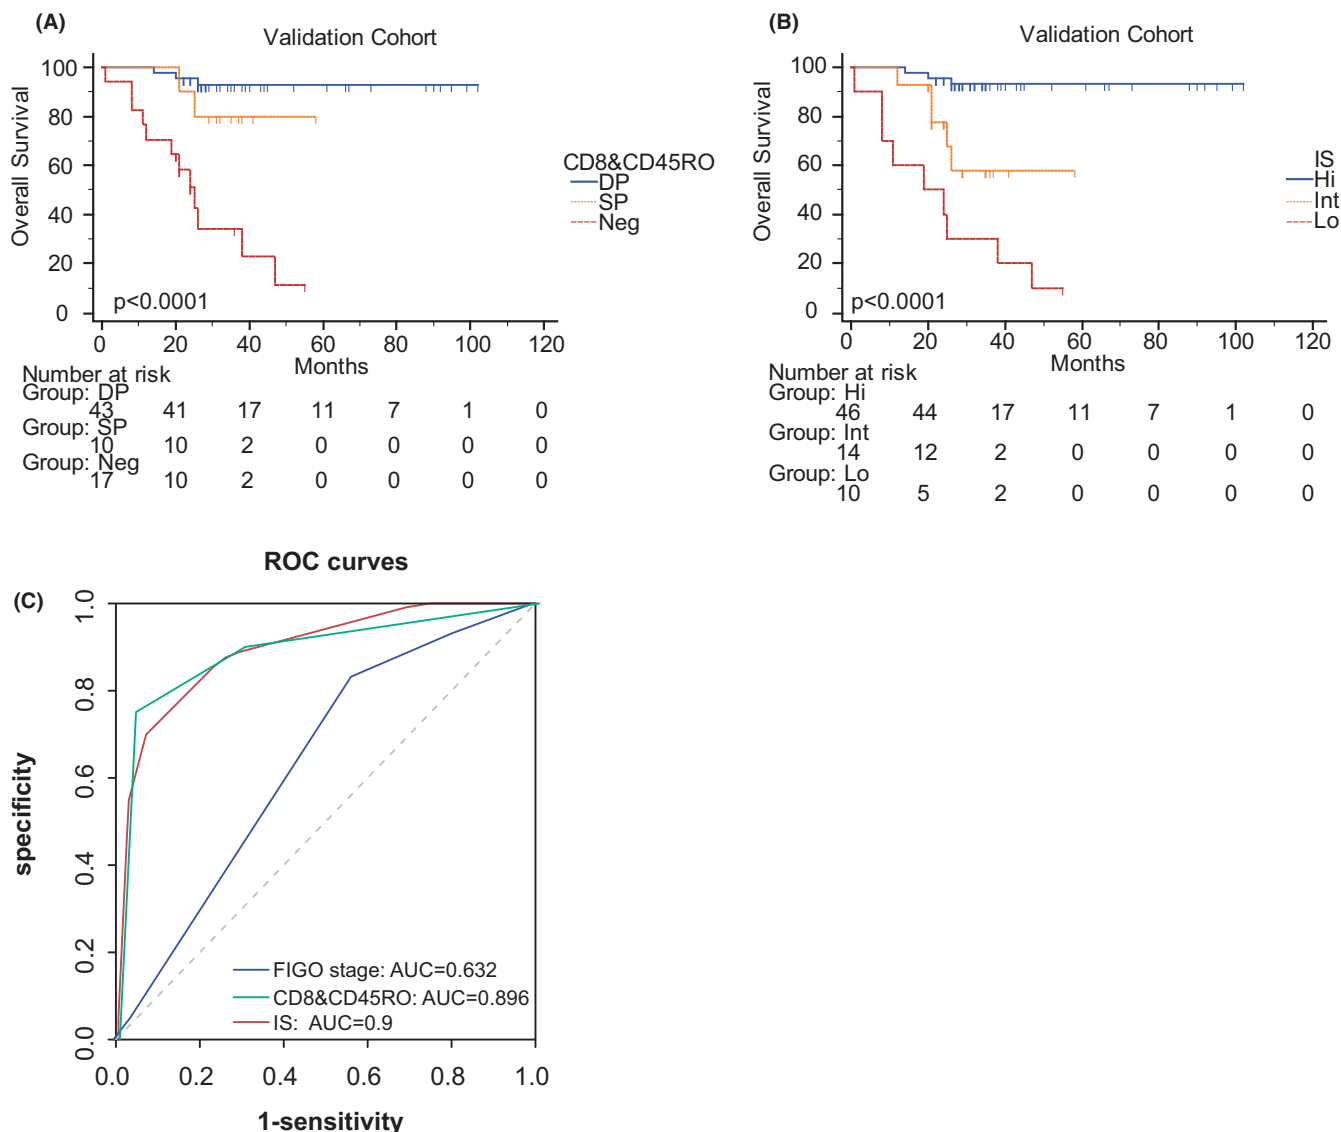 (A)
Validation Cohort
Overall Survival
100
80
60
40
20
0
p<0.0001
0 20 40 60 80 100 120
Months
CD8&CD45RO
DP
SP
Neg
Number at risk
Group: DP
43 41 17 11 7 1 0
Group: SP
10 10 2 0 0 0 0
Group: Neg
17 10 2 0 0 0 0
(B)
Validation Cohort
Overall Survival
100
80
60
40
20
0
p<0.0001
0 20 40 60 80 100 120
Months
IS
Hi
Int
Lo
Number at risk
Group: Hi
46 44 17 11 7 1 0
Group: Int
14 12 2 0 0 0 0
Group: Lo
10 5 2 0 0 0 0
ROC curves
(C)
specificity
1.0
0.8
0.6
0.4
0.2
0.0
FIGO stage: AUC=0.632
CD8&CD45RO: AUC=0.896
IS: AUC=0.9
0.0 0.2 0.4 0.6 0.8 1.0
1-sensitivity